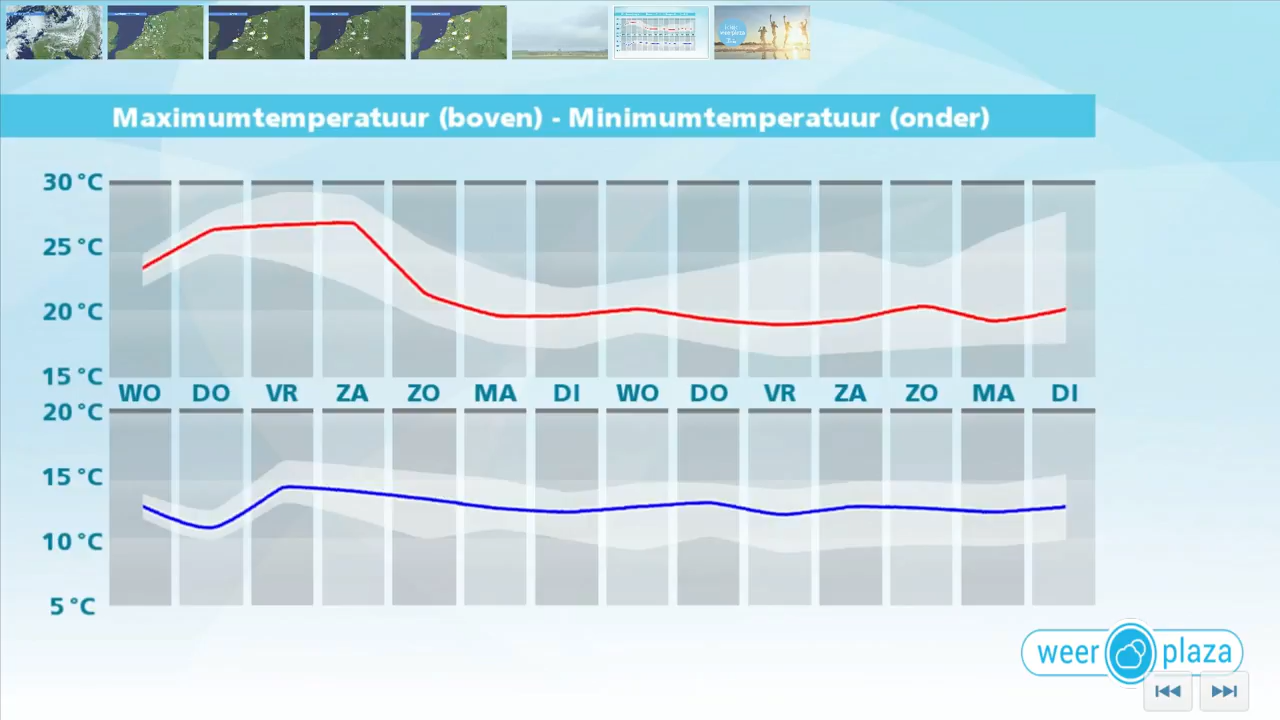 Maximumtemperatuur (boven) - Minimumtemperatuur (onder)
30 °C
25 °C
20 °C
15 °C
WO DO VR ZA ZO MA DI WO DO VR ZA ZO MA DI
20 °C
15 °C
10 °C
5 °C
weer plaza